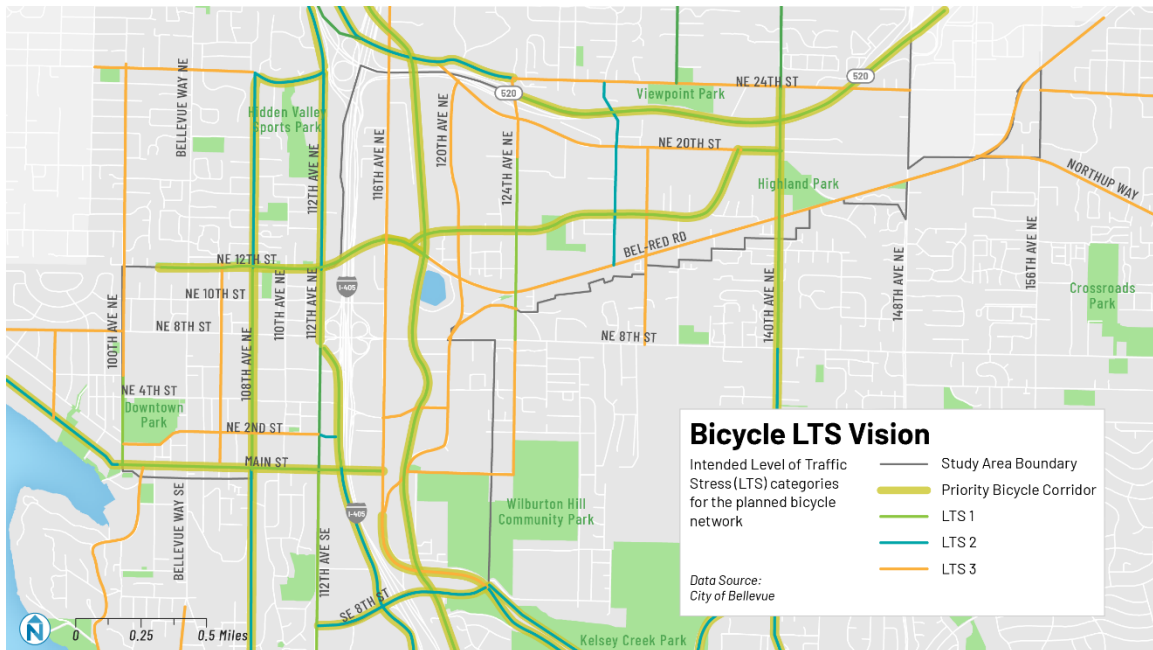 BELLEVUE WAY NE
Hidden Valley
Sports Park
112TH AVE NE
116TH AVE NE
120TH AVE NE
520
124TH AVE NE
Viewpoint Park
NE 24TH ST
520
NE 20TH ST
Highland Park
NORTHUP WAY
BEL-RED RD
NE 12TH ST
NE 10TH ST
110TH AVE NE
112TH AVE NE
I-405
140TH AVE NE
148TH AVE NE
156TH AVE NE
Crossroads
Park
100TH AVE NE
NE 8TH ST
108TH AVE NE
NE 8TH ST
NE 4TH ST
Downtown
Park
NE 2ND ST
MAIN ST
BELLEVUE WAY SE
112TH AVE SE
I-405
SE 8TH ST
Wilburton Hill
Community Park
Kelsey Creek Park
Bicycle LTS Vision
Intended Level of Traffic
Stress (LTS) categories
for the planned bicycle
network
Data Source:
City of Bellevue
Study Area Boundary
Priority Bicycle Corridor
LTS 1
LTS 2
LTS 3
N
0 0.25 0.5 Miles